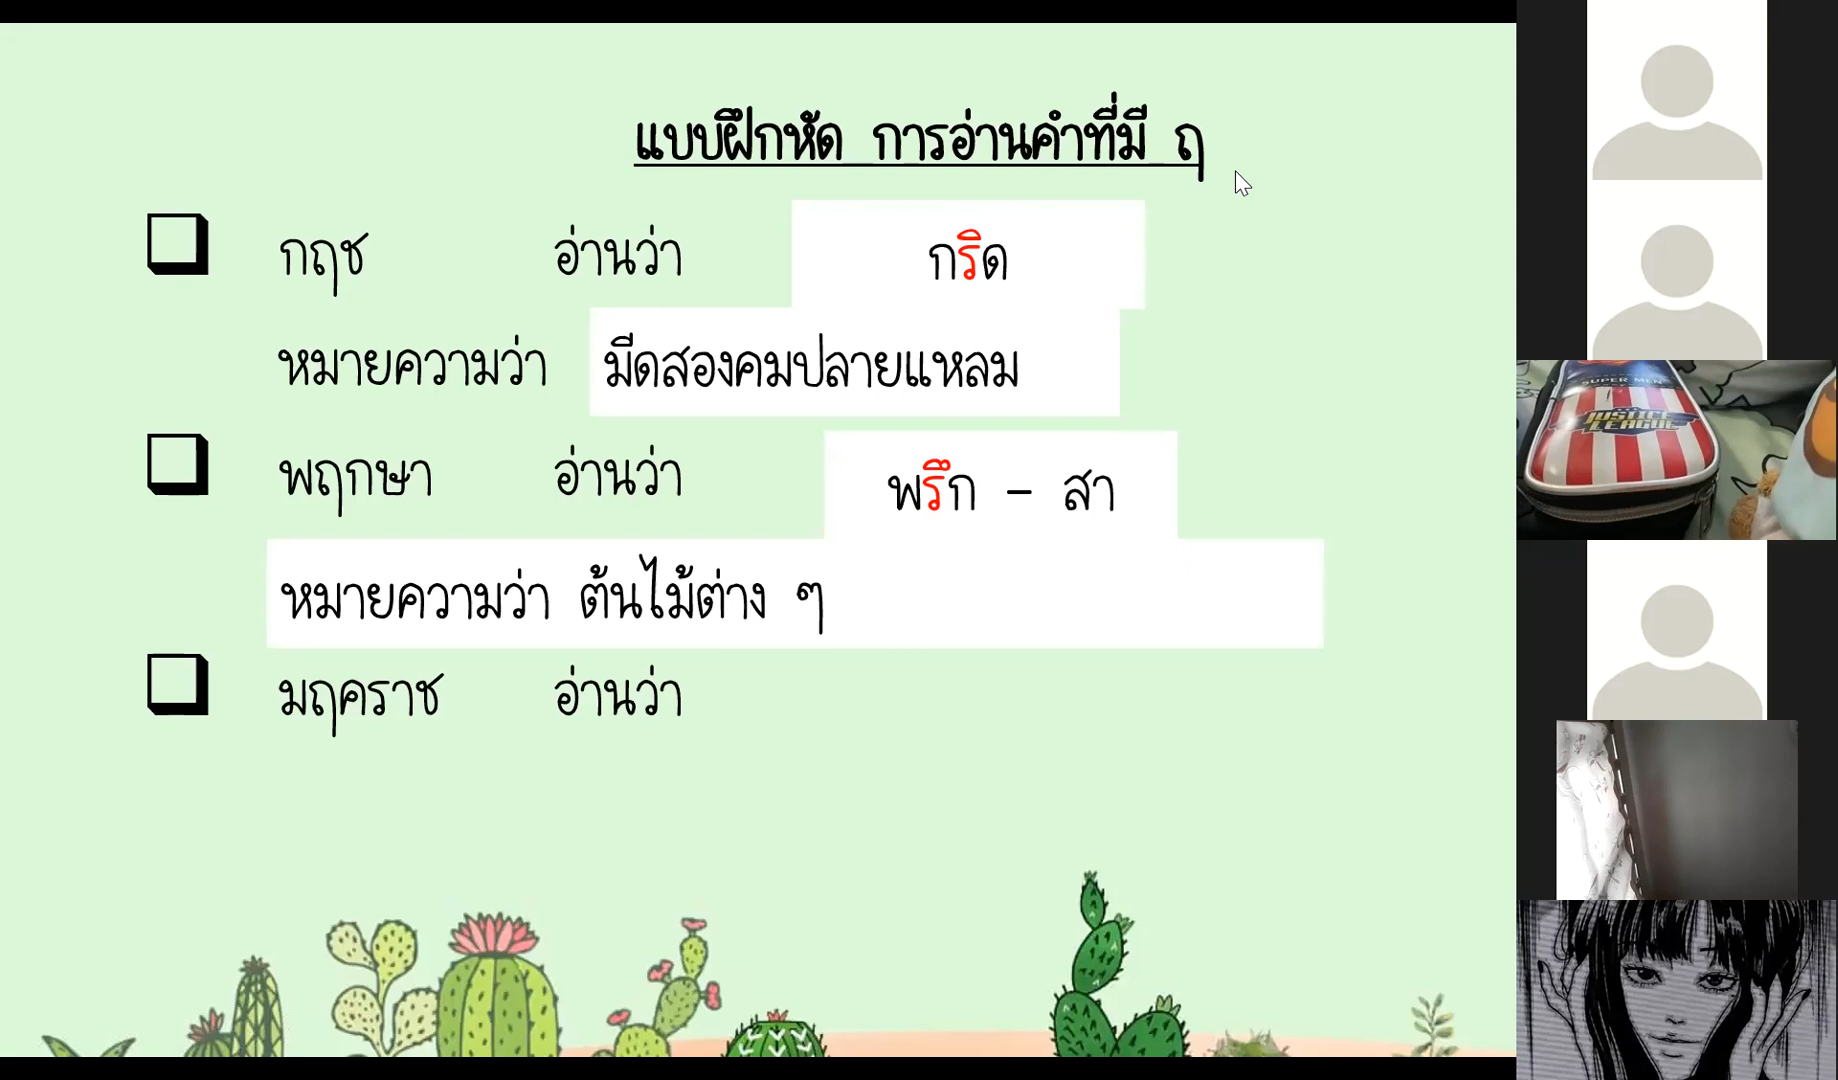 แบบฝึกหัด การอ่านคำที่มี ฤ
กฤช อ่านว่า กริด
หมายความว่า มีดสองคมปลายแหลม
พฤกษา อ่านว่า พรึก - สา
หมายความว่า ต้นไม้ต่าง ๆ
มฤคราช อ่านว่า
SUPER MEN
JUSTICE
LEAGUE